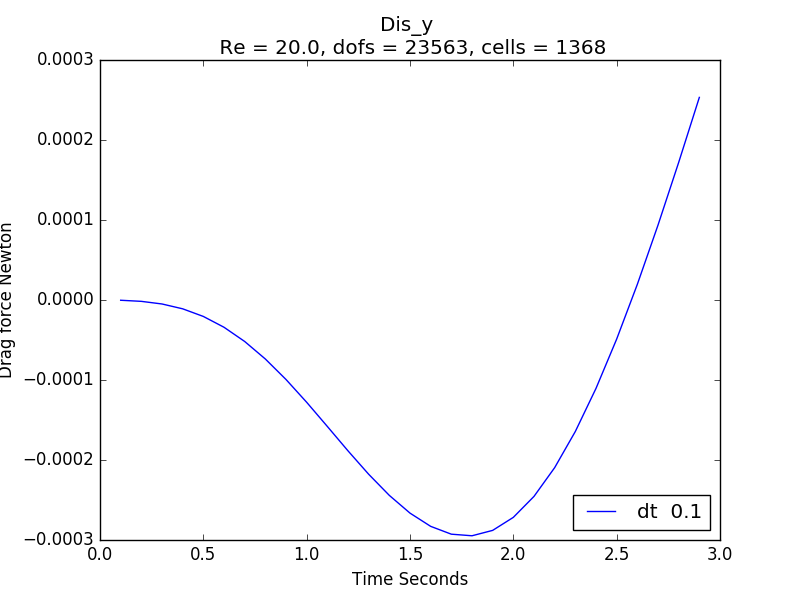 Dis_y
Re = 20.0, dofs = 23563, cells = 1368
0.0003
0.0002
0.0001
0.0000
−0.0001
−0.0002
−0.0003
Drag force Newton
dt  0.1
0.0 0.5 1.0 1.5 2.0 2.5 3.0
Time Seconds